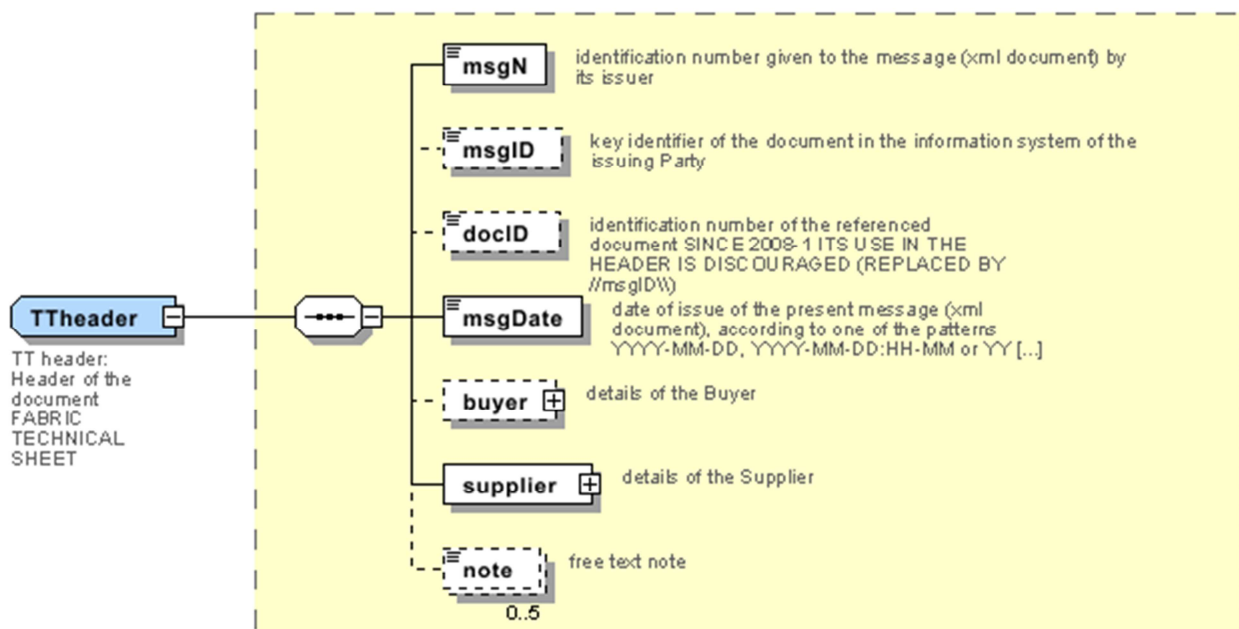 msgN
identification number given to the message (xml document) by
its issuer
msgID
key identifier of the document in the information system of the
issuing Party
docID
identification number of the referenced
document SINCE 2008-1 ITS USE IN THE
HEADER IS DISCOURAGED (REPLACED BY
//msgID\\)
TTheader
TT header:
Header of the
document
FABRIC
TECHNICAL
SHEET
msgDate
date of issue of the present message (xml
document), according to one of the patterns
YYYY-MM-DD, YYYY-MM-DD:HH-MM or YY [...]
buyer
details of the Buyer
supplier
details of the Supplier
note
free text note
0..5